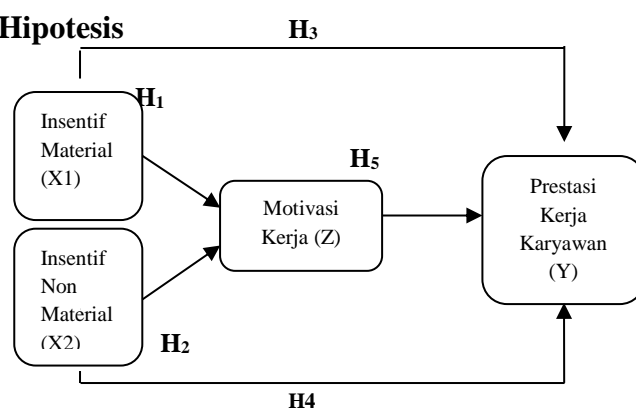 Hipotesis
H3
H1
Insentif
Material
(X1)
H5
Motivasi
Kerja (Z)
Prestasi
Kerja
Karyawan
(Y)
Insentif
Non
Material
(X2)
H2
H4